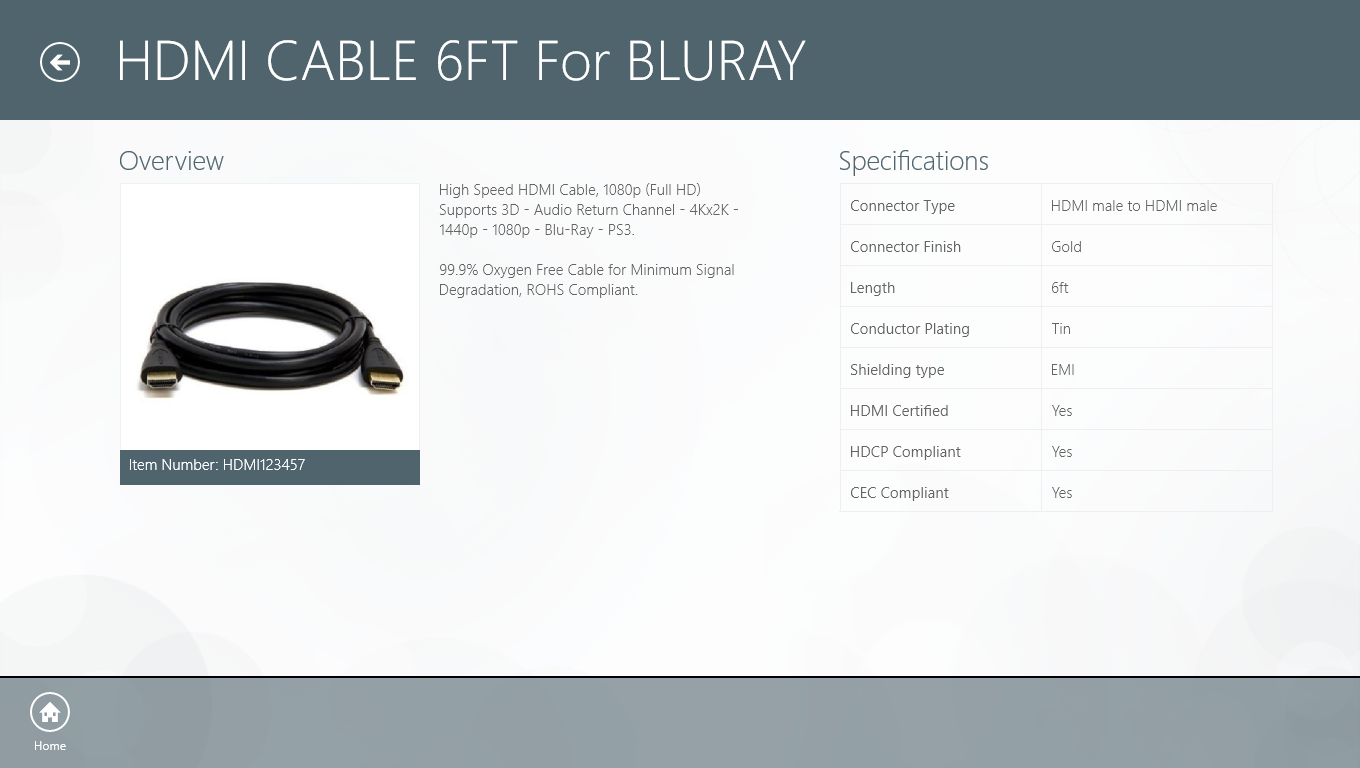 HDMI CABLE 6FT For BLURAY
Overview
High Speed HDMI Cable, 1080p (Full HD)
Supports 3D - Audio Return Channel - 4Kx2K -
1440p - 1080p - Blu-Ray - PS3.
99.9% Oxygen Free Cable for Minimum Signal
Degradation, ROHS Compliant.
Item Number: HDMI123457
Specifications
Connector Type HDMI male to HDMI male
Connector Finish Gold
Length 6ft
Conductor Plating Tin
Shielding type EMI
HDMI Certified Yes
HDCP Compliant Yes
CEC Compliant Yes
Home